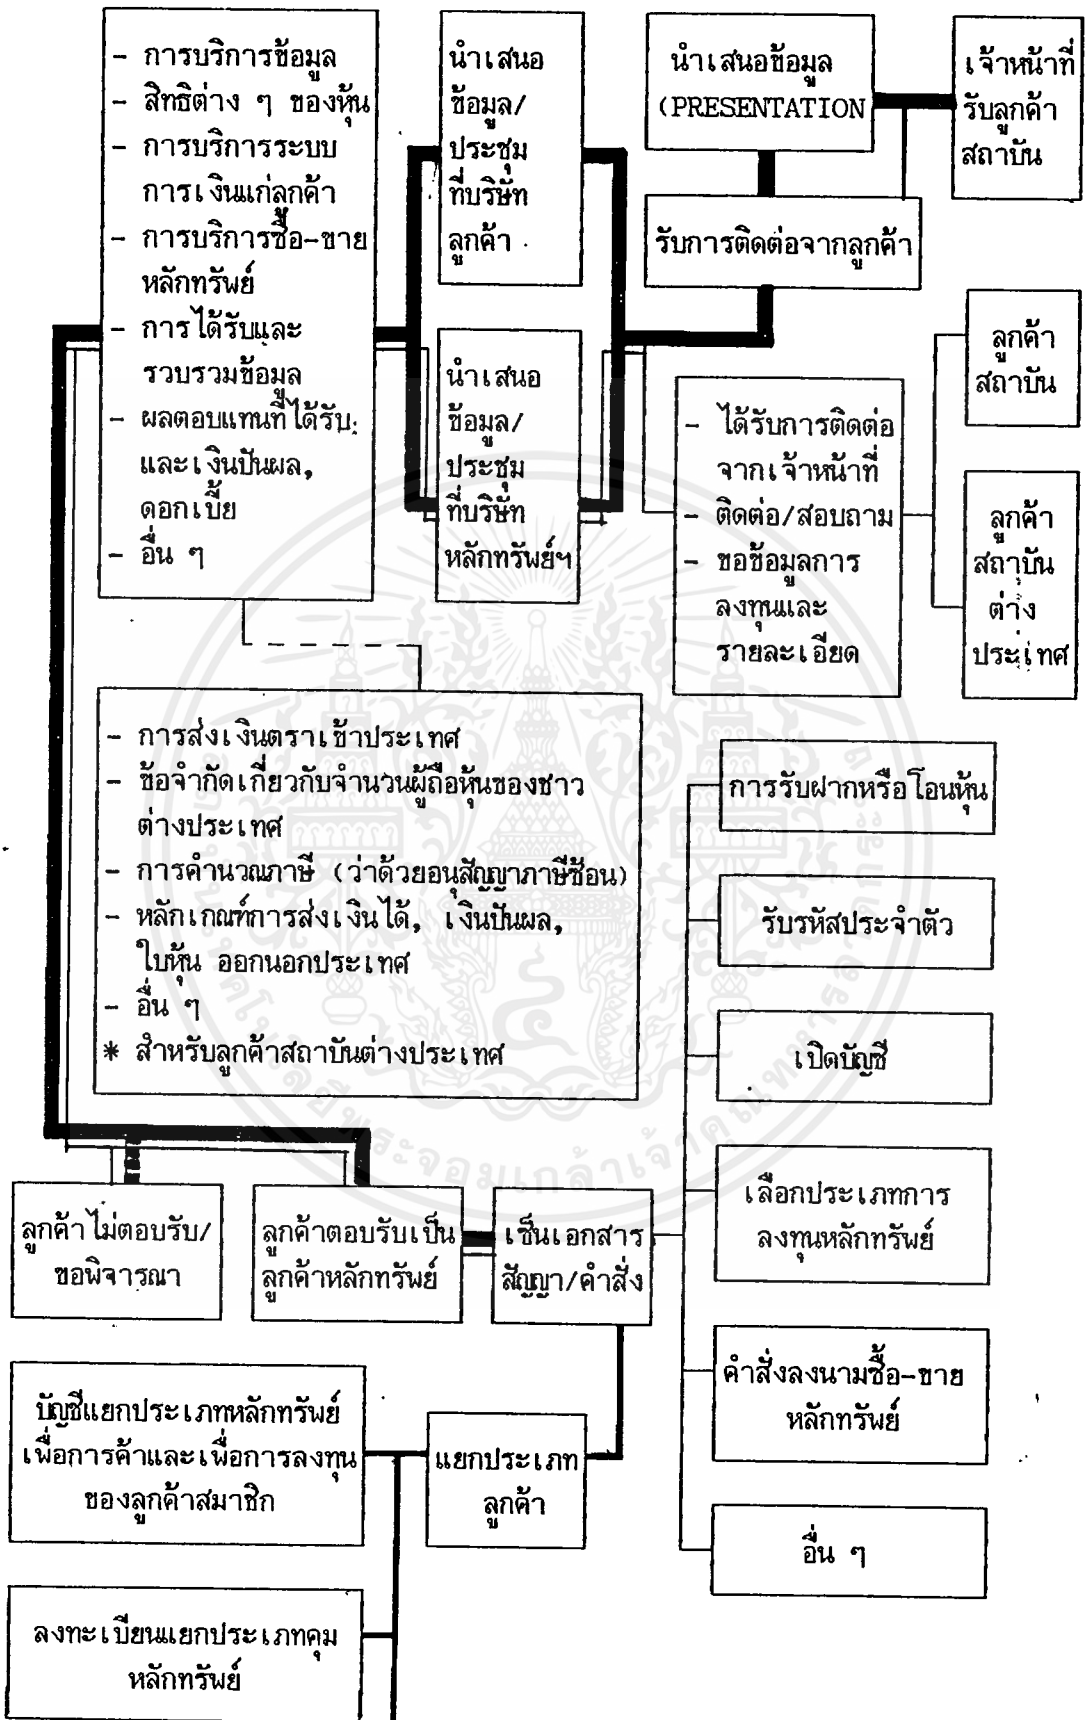 - การบริการข้อมูล
- สิทธิต่าง ๆ ของหุ้น
- การบริการระบบ
การเงินแก่ลูกค้า
- การบริการซื้อ-ขาย
หลักทรัพย์
- การได้รับและ
รวบรวมข้อมูล
- ผลตอบแทนที่ได้รับ
และเงินปันผล,
ดอกเบี้ย
- อื่น ๆ
นำเสนอ
ข้อมูล/
ประชุม
ที่บริษัท
ลูกค้า
นำเสนอข้อมูล
(PRESENTATION
เจ้าหน้าที่
รับลูกค้า
สถาบัน
รับการติดต่อจากลูกค้า
นำเสนอ
ข้อมูล/
ประชุม
ที่บริษัท
หลักทรัพย์ฯ
- ได้รับการติดต่อ
จากเจ้าหน้าที่
- ติดต่อ/สอบถาม
- ขอข้อมูลการ
ลงทุนและ
รายละเอียด
ลูกค้า
สถาบัน
ลูกค้า
สถาบัน
ต่าง
ประเทศ
- การส่งเงินตราเข้าประเทศ
- ข้อจำกัดเกี่ยวกับจำนวนผู้ถือหุ้นของชาว
ต่างประเทศ
- การคำนวณภาษี (ว่าด้วยอนุสัญญาภาษีซ้อน)
- หลักเกณฑ์การส่งเงินได้, เงินปันผล,
ใบหุ้น ออกนอกประเทศ
- อื่น ๆ
* สำหรับลูกค้าสถาบันต่างประเทศ
การรับฝากหรือโอนหุ้น
รับรหัสประจำตัว
เปิดบัญชี
เลือกประเภทการ
ลงทุนหลักทรัพย์
คำสั่งลงนามซื้อ-ขาย
หลักทรัพย์
อื่น ๆ
ลูกค้าไม่ตอบรับ/
ขอพิจารณา
ลูกค้าตอบรับเป็น
ลูกค้าหลักทรัพย์
เซ็นเอกสาร
สัญญา/คำสั่ง
บัญชีแยกประเภทหลักทรัพย์
เพื่อการค้าและเพื่อการลงทุน
ของลูกค้าสมาชิก
แยกประเภท
ลูกค้า
ลงทะเบียนแยกประเภทคุม
หลักทรัพย์